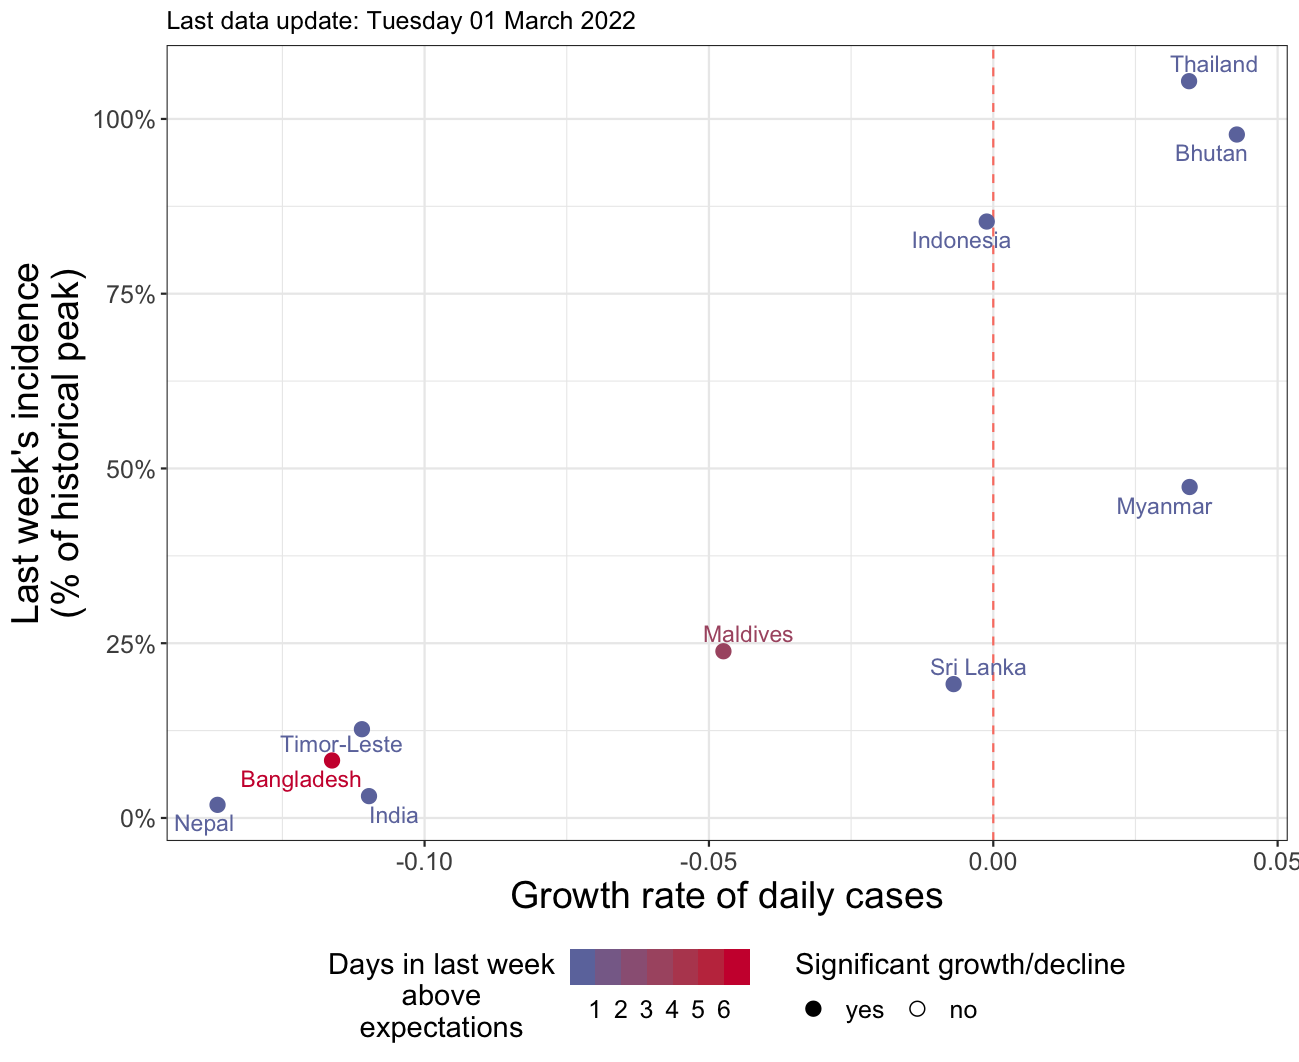 Last data update: Tuesday 01 March 2022
Thailand
100%
Bhutan
Indonesia
75%
Last week's incidence
(% of historical peak)
50%
Myanmar
Maldives
25%
Sri Lanka
Timor-Leste
Bangladesh
India
Nepal
0%
-0.10 -0.05 0.00 0.05
Growth rate of daily cases
Days in last week
above
expectations
1 2 3 4 5 6
Significant growth/decline
yes no